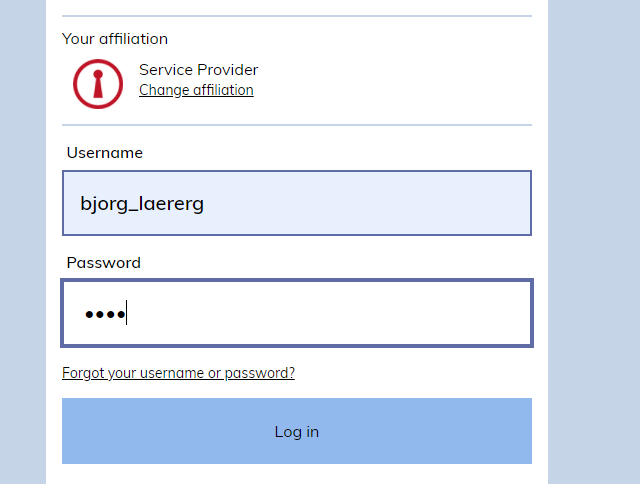 Your affiliation
Service Provider
Change affiliation
Username
bjorg_laererg
Password
••••
Forgot your username or password?
Log in